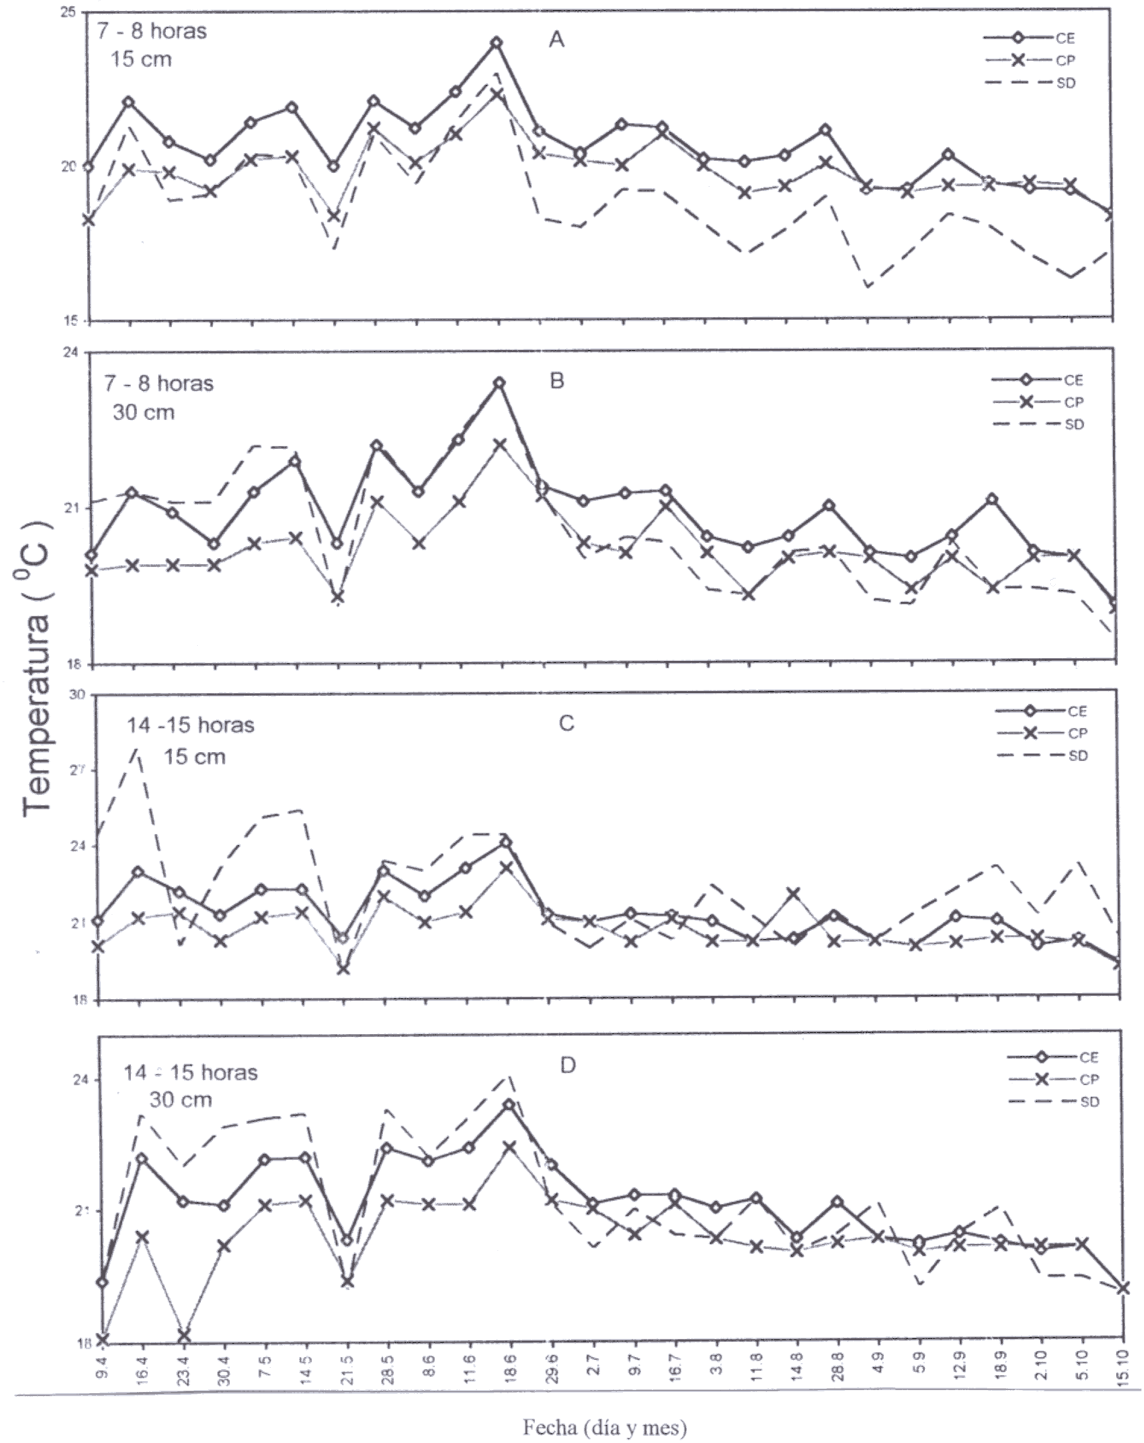 25
7 - 8 horas
15 cm
A
CE
CP
SD
20
15
24
7 - 8 horas
30 cm
B
CE
CP
SD
21
18
Temperatura ( ⁰C )
30
14 -15 horas
15 cm
C
CE
CP
SD
27
24
21
18
14 - 15 horas
30 cm
D
CE
CP
SD
24
21
18
9.4 16.4 23.4 30.4 7.5 14.5 21.5 28.5 8.6 11.6 18.6 29.6 2.7 9.7 16.7 3.8 11.8 14.8 28.8 4.9 5.9 12.9 18.9 2.10 5.10 15.10
Fecha (día y mes)